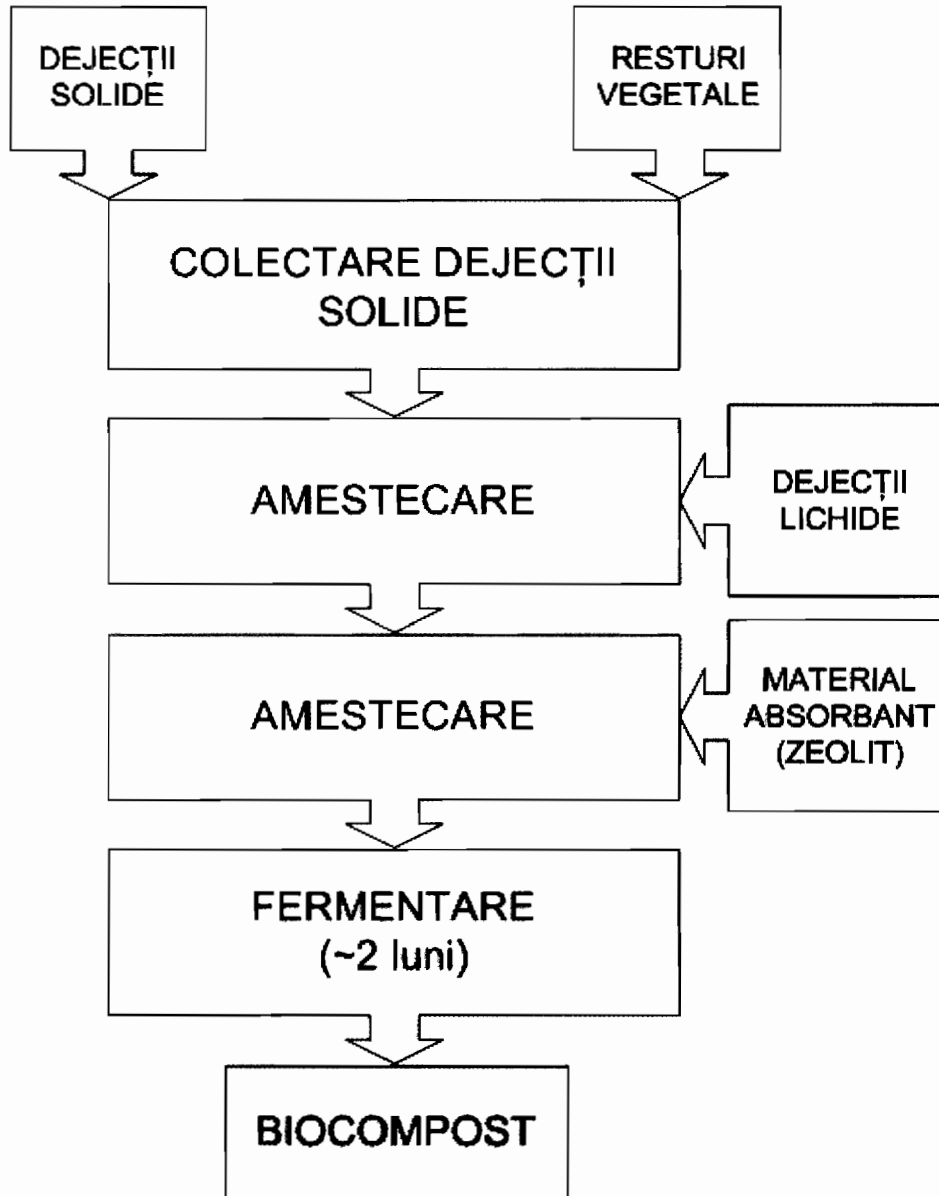 DEJECȚII
SOLIDE
RESTURI
VEGETALE
COLECTARE DEJECȚII
SOLIDE
AMESTECARE
DEJECȚII
LICHIDE
AMESTECARE
MATERIAL
ABSORBANT
(ZEOLIT)
FERMENTARE
(~2 luni)
BIOCOMPOST